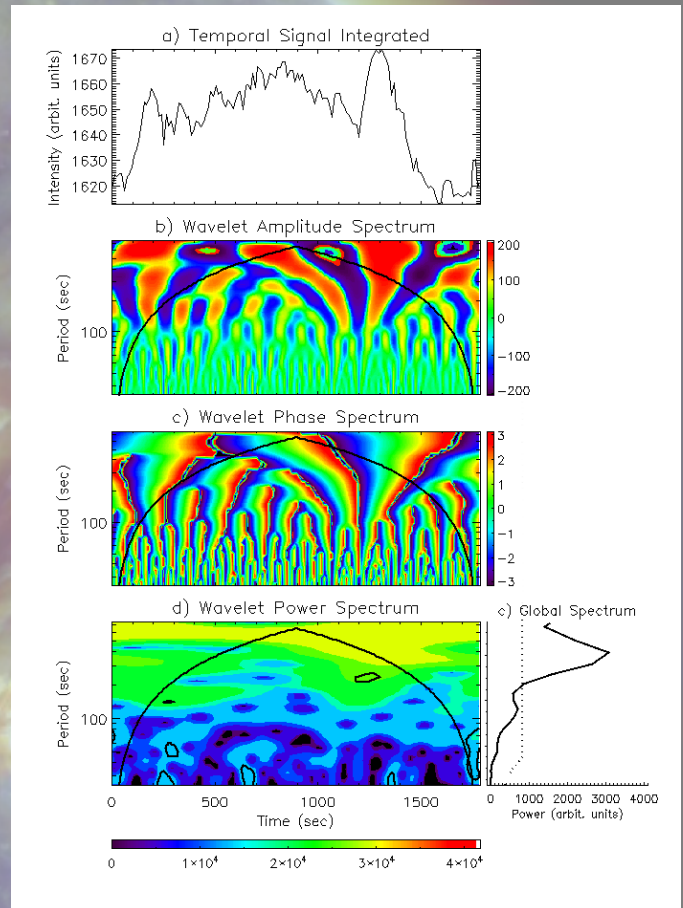 a) Temporal Signal Integrated
Intensity (arbit. units)
1670
1660
1650
1640
1630
1620
b) Wavelet Amplitude Spectrum
Period (sec)
100
200
100
0
-100
-200
c) Wavelet Phase Spectrum
Period (sec)
100
3
2
1
0
-1
-2
-3
d) Wavelet Power Spectrum
Period (sec)
100
0 500 1000 1500
Time (sec)
c) Global Spectrum
0 1000 2000 3000 4000
Power (arbit. units)
0 1×10⁴ 2×10⁴ 3×10⁴ 4×10⁴